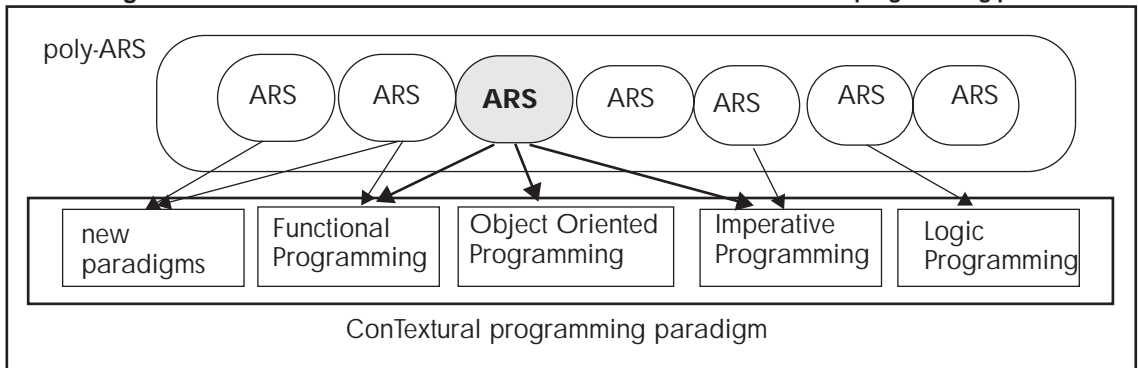 poly-ARS
ARS ARS ARS ARS ARS ARS ARS
new
paradigms
Functional
Programming
Object Oriented
Programming
Imperative
Programming
Logic
Programming
ConTextural programming paradigm